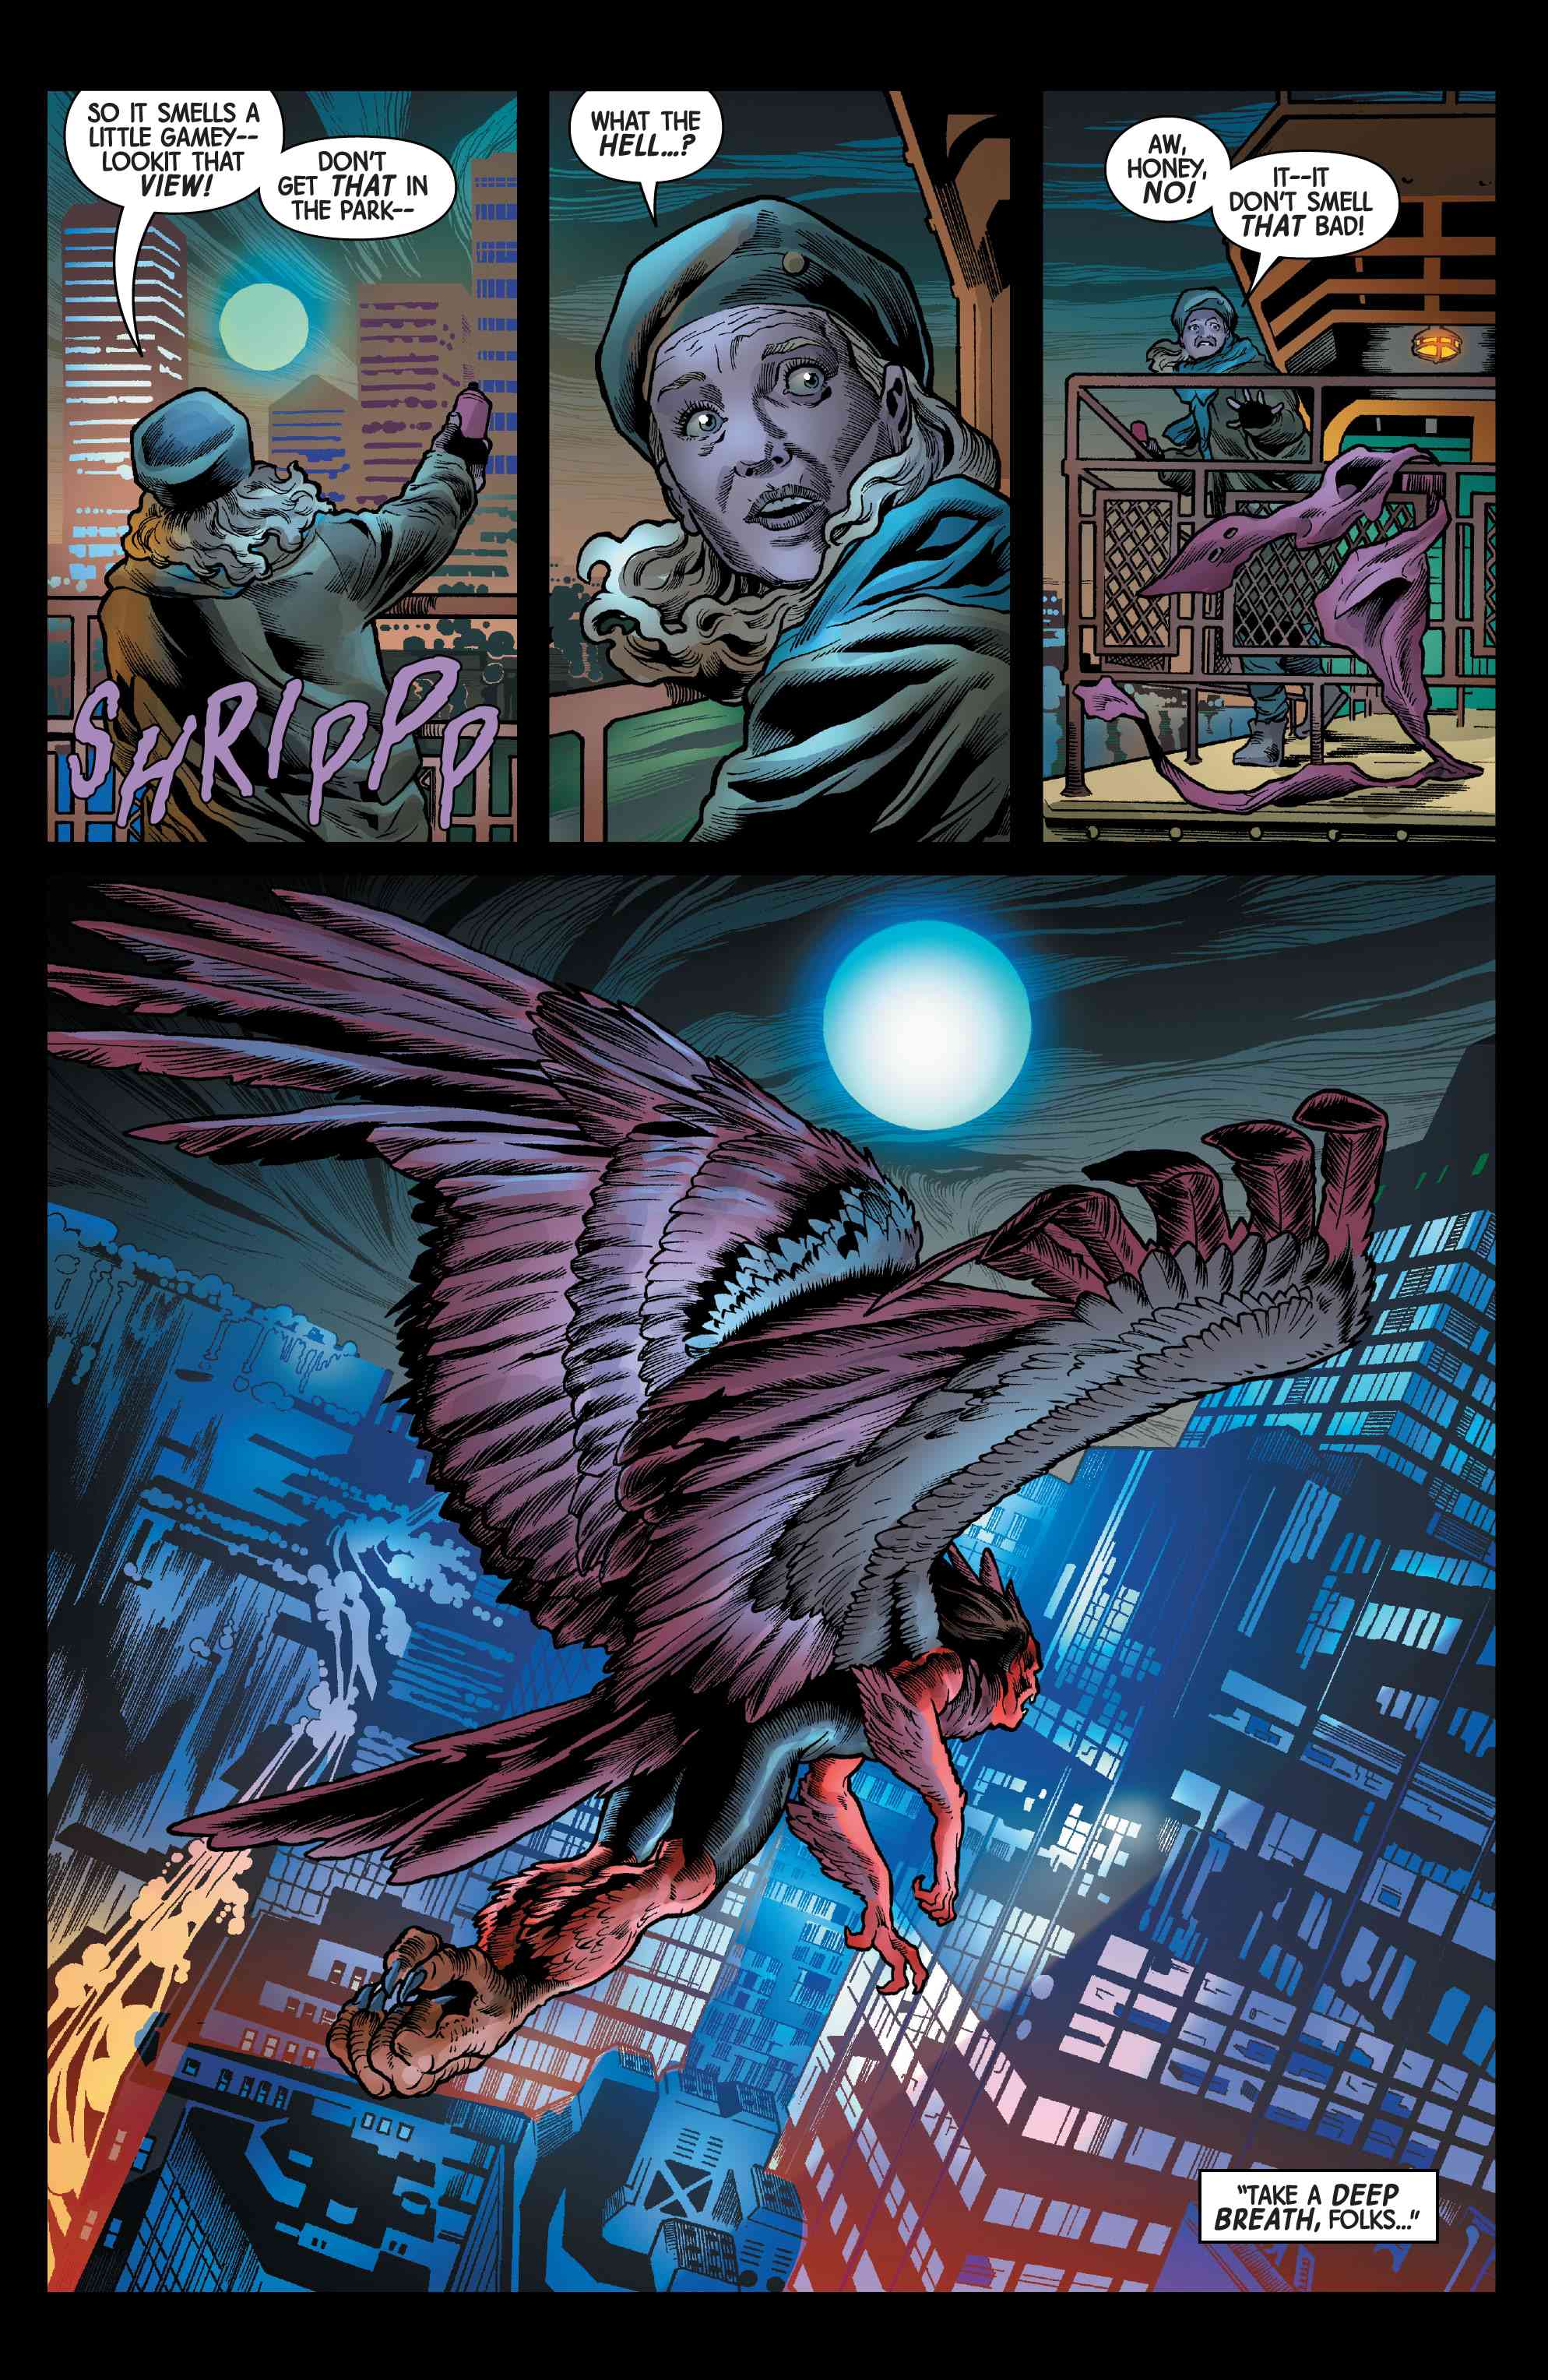 SO IT SMELLS A
LITTLE GAMEY--
LOOKIT THAT
VIEW!
DON'T
GET THAT IN
THE PARK--
SHRIPPP
WHAT THE
HELL...?
AW,
HONEY,
NO!
IT--IT
DON'T SMELL
THAT BAD!
"TAKE A DEEP
BREATH, FOLKS..."